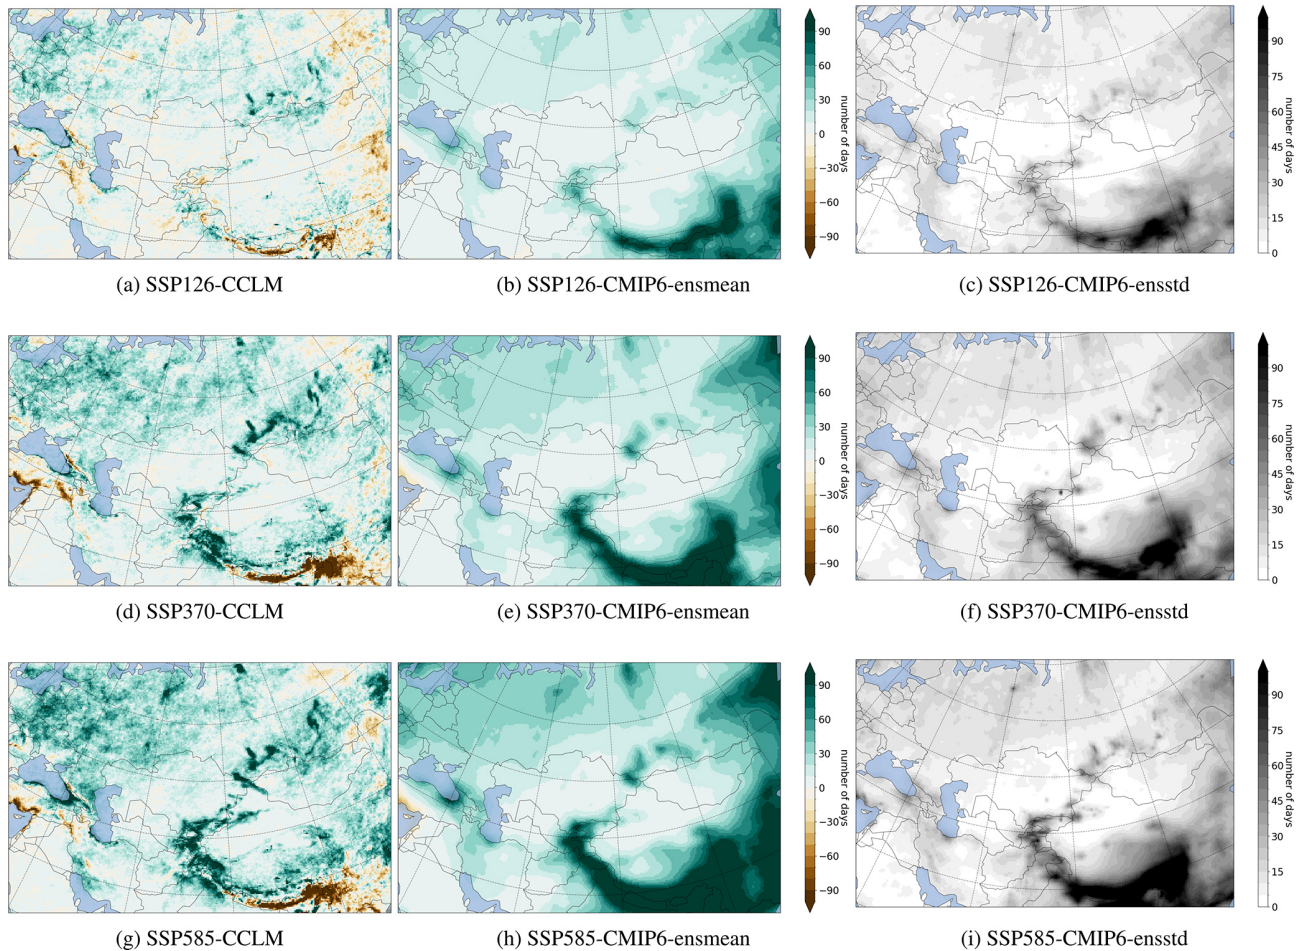 90
60
30
0
−30
−60
−90
number of days
90
75
60
45
30
15
0
number of days
(a) SSP126-CCLM
(b) SSP126-CMIP6-ensmean
(c) SSP126-CMIP6-ensstd
90
60
30
0
−30
−60
−90
number of days
90
75
60
45
30
15
0
number of days
(d) SSP370-CCLM
(e) SSP370-CMIP6-ensmean
(f) SSP370-CMIP6-ensstd
90
60
30
0
−30
−60
−90
number of days
90
75
60
45
30
15
0
number of days
(g) SSP585-CCLM
(h) SSP585-CMIP6-ensmean
(i) SSP585-CMIP6-ensstd